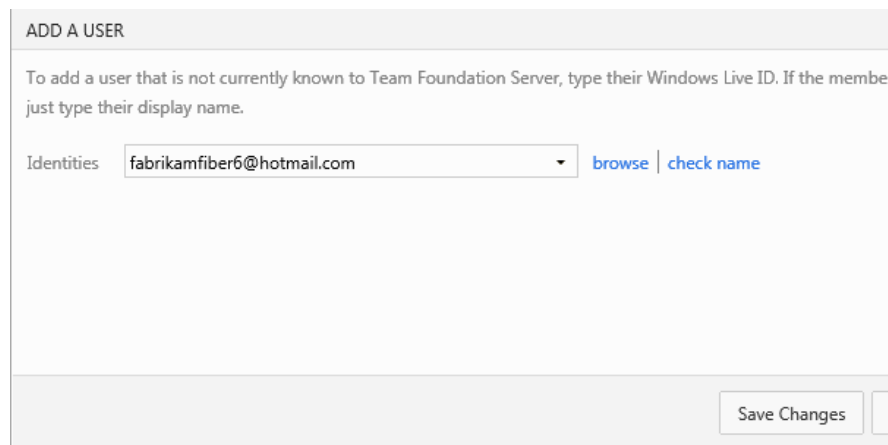 ADD A USER
To add a user that is not currently known to Team Foundation Server, type their Windows Live ID. If the membe
just type their display name.
Identities fabrikamfiber6@hotmail.com browse | check name
Save Changes